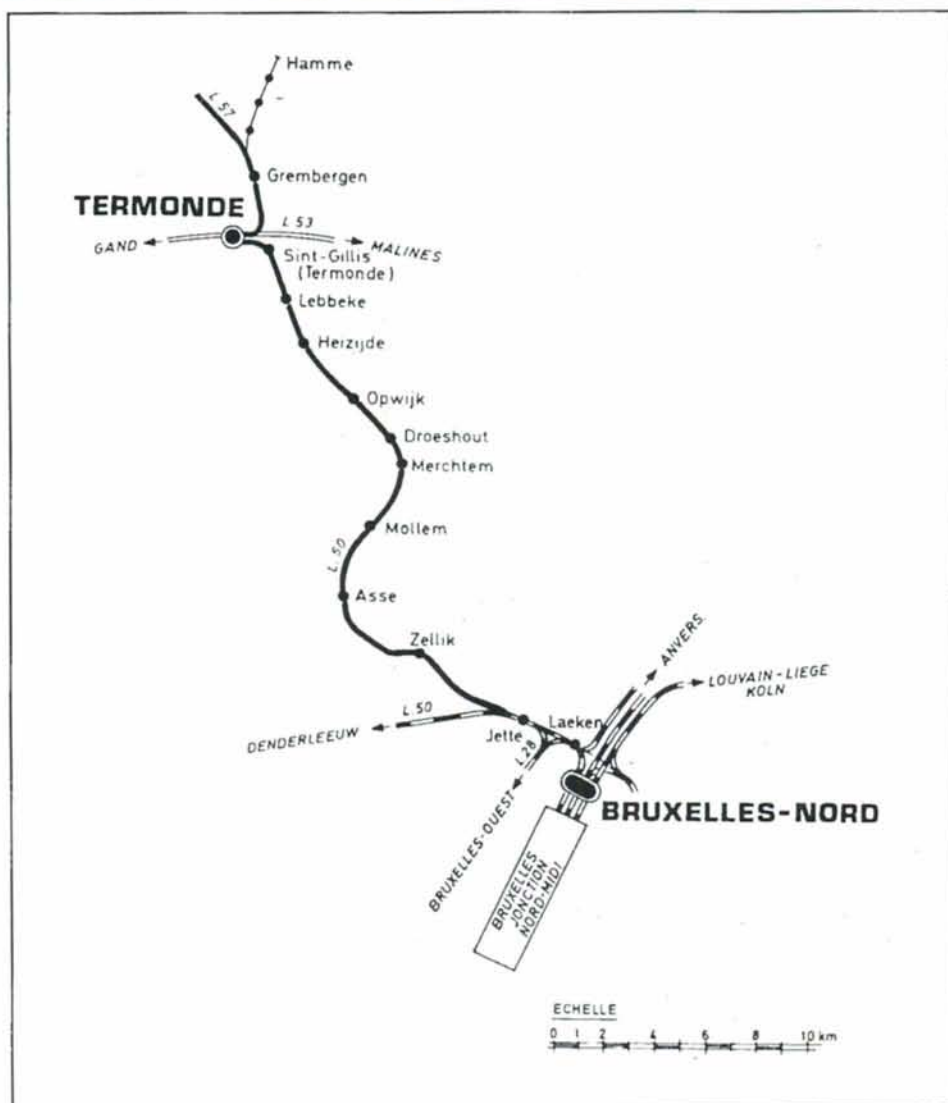 Hamme
L.57
Grembergen
TERMONDE
L 53
GAND
MALINES
Sint-Gillis
(Termonde)
Lebbeke
Heizijde
Opwijk
Droeshout
Merchtem
Mollem
L.50
Asse
Zellik
ANVERS.
LOUVAIN-LIEGE
KOLN
L.50
DENDERLEEUW
Laeken
Jette
L.28
BRUXELLES-OUEST
BRUXELLES-NORD
BRUXELLES
JONCTION
NORD-MIDI
ECHELLE
0 1 2 4 6 8 10 km